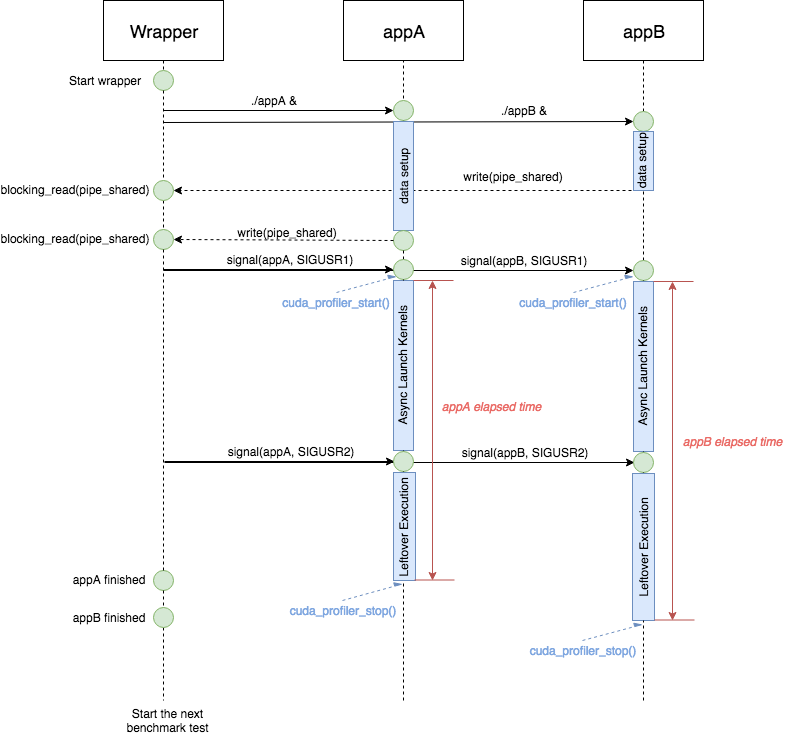 Wrapper
appA
appB
Start wrapper
./appA &
./appB &
data setup
data setup
write(pipe_shared)
blocking_read(pipe_shared)
write(pipe_shared)
blocking_read(pipe_shared)
signal(appA, SIGUSR1)
signal(appB, SIGUSR1)
cuda_profiler_start()
cuda_profiler_start()
Async Launch Kernels
Async Launch Kernels
appA elapsed time
appB elapsed time
signal(appA, SIGUSR2)
signal(appB, SIGUSR2)
Leftover Execution
Leftover Execution
appA finished
cuda_profiler_stop()
appB finished
cuda_profiler_stop()
Start the next
benchmark test